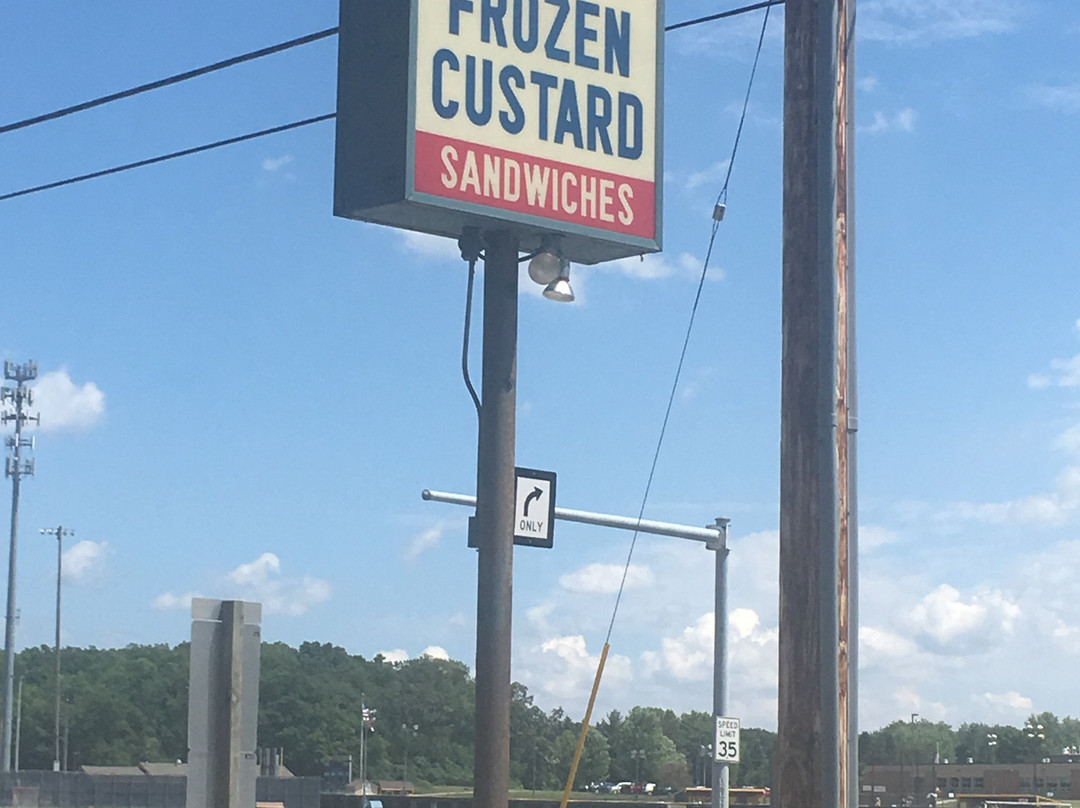 FROZEN
CUSTARD
SANDWICHES
ONLY
SPEED
LIMIT
35